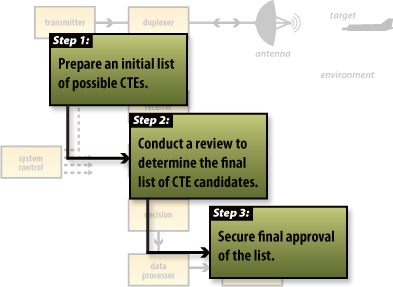 transmitter
duplexer
target
antenna
environment
Step 1:
Prepare an initial list
of possible CTEs.
receiver
Step 2:
Conduct a review to
determine the final
list of CTE candidates.
system
control
decision
Step 3:
Secure final approval
of the list.
data
processor